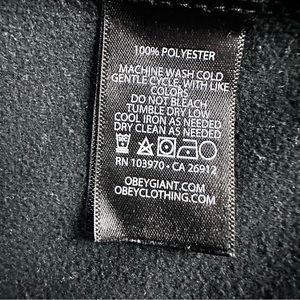 100% POLYESTER
MACHINE WASH COLD
GENTLE CYCLE, WITH LIKE
COLORS
DO NOT BLEACH
TUMBLE DRY LOW
COOL IRON AS NEEDED
DRY CLEAN AS NEEDED
RN 103970 • CA 26912
OBEYGIANT.COM
OBEYCLOTHING.COM